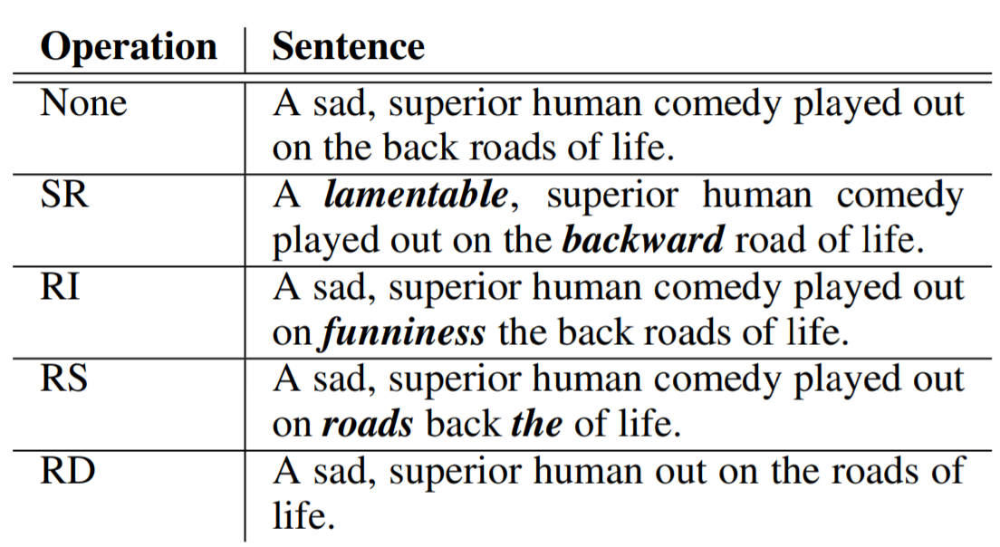 Operation Sentence
None A sad, superior human comedy played out
on the back roads of life.
SR A lamentable, superior human comedy
played out on the backward road of life.
RI A sad, superior human comedy played out
on funniness the back roads of life.
RS A sad, superior human comedy played out
on roads back the of life.
RD A sad, superior human out on the roads of
life.